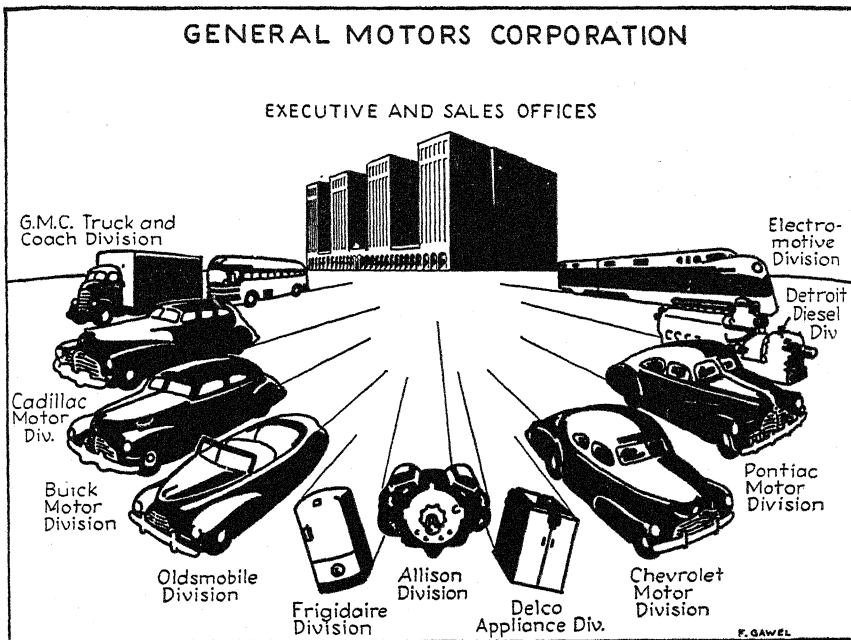 GENERAL MOTORS CORPORATION
EXECUTIVE AND SALES OFFICES
G.M.C. Truck and
Coach Division
Electro-
motive
Division
Detroit
Diesel
Div
Cadillac
Motor
Div.
Buick
Motor
Division
Oldsmobile
Division
Frigidaire
Division
Allison
Division
Delco
Appliance Div.
Chevrolet
Motor
Division
Pontiac
Motor
Division
F. GAWEL